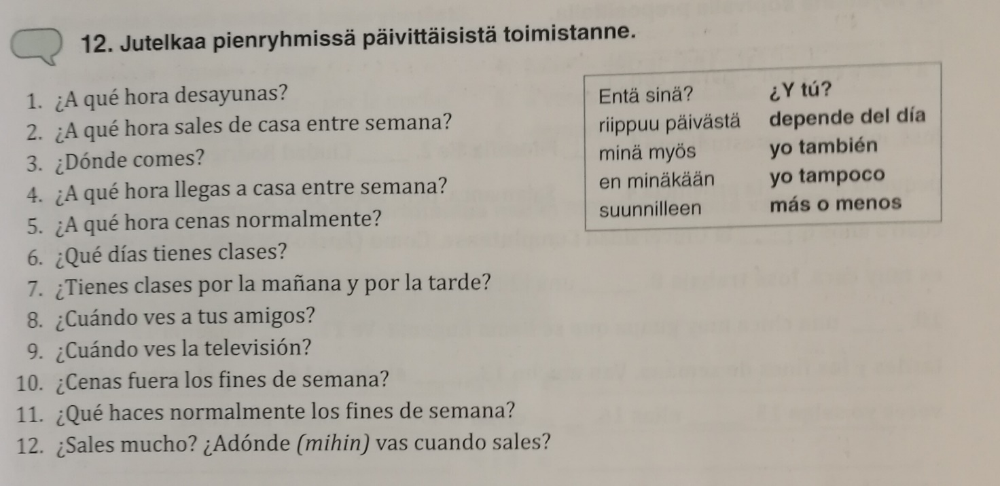 12. Jutelkaa pienryhmissä päivittäisistä toimistanne.
1. ¿A qué hora desayunas?
2. ¿A qué hora sales de casa entre semana?
3. ¿Dónde comes?
4. ¿A qué hora llegas a casa entre semana?
5. ¿A qué hora cenas normalmente?
6. ¿Qué días tienes clases?
7. ¿Tienes clases por la mañana y por la tarde?
8. ¿Cuándo ves a tus amigos?
9. ¿Cuándo ves la televisión?
10. ¿Cenas fuera los fines de semana?
11. ¿Qué haces normalmente los fines de semana?
12. ¿Sales mucho? ¿Adónde (mihin) vas cuando sales?
Entä sinä? ¿Y tú?
riippuu päivästä depende del día
minä myös yo también
en minäkään yo tampoco
suunnilleen más o menos